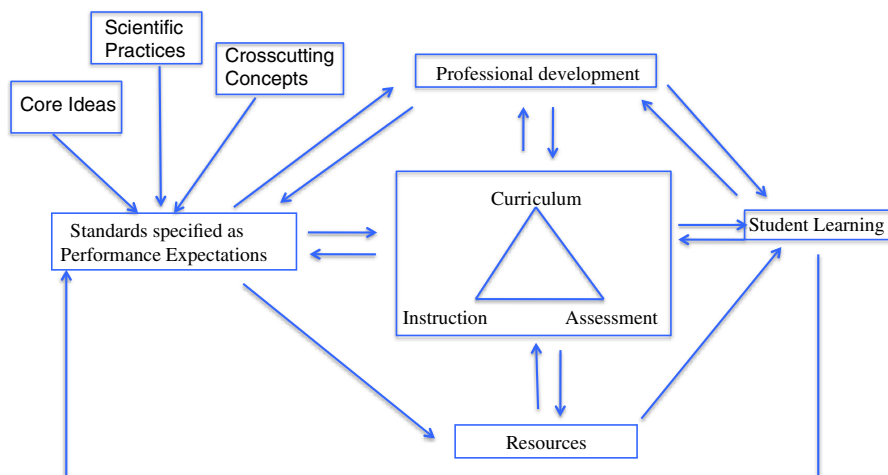 Scientific
Practices
Crosscutting
Concepts
Core Ideas
Professional development
Curriculum
Standards specified as
Performance Expectations
Student Learning
Instruction
Assessment
Resources